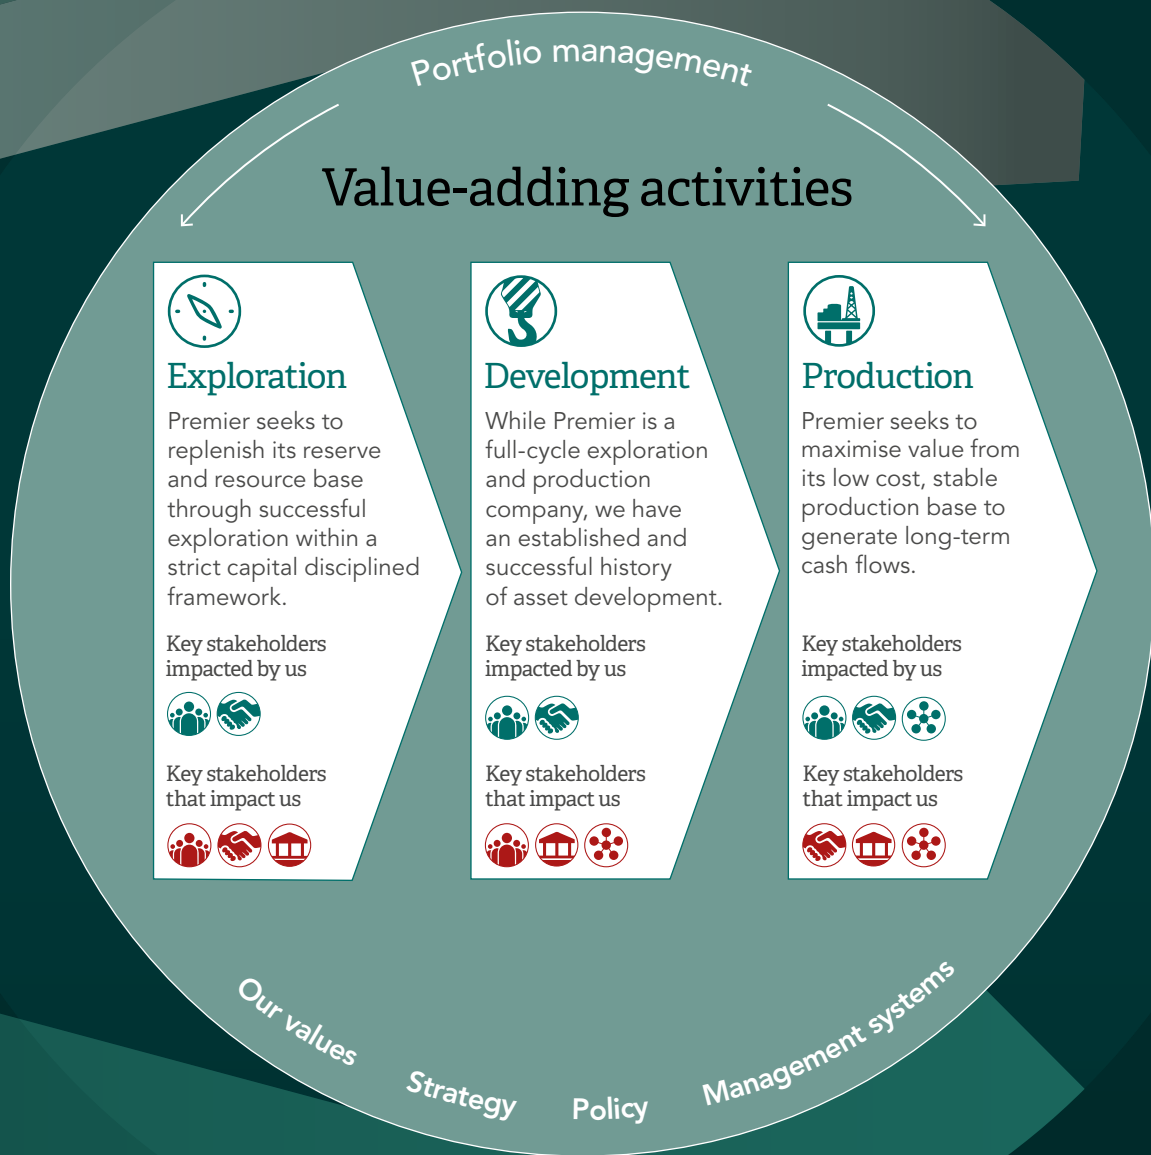 Portfolio management
Value-adding activities
Exploration
Premier seeks to
replenish its reserve
and resource base
through successful
exploration within a
strict capital disciplined
framework.
Key stakeholders
impacted by us
Key stakeholders
that impact us
Development
While Premier is a
full-cycle exploration
and production
company, we have
an established and
successful history
of asset development.
Key stakeholders
impacted by us
Key stakeholders
that impact us
Production
Premier seeks to
maximise value from
its low cost, stable
production base to
generate long-term
cash flows.
Key stakeholders
impacted by us
Key stakeholders
that impact us
Our values
Strategy
Policy
Management systems